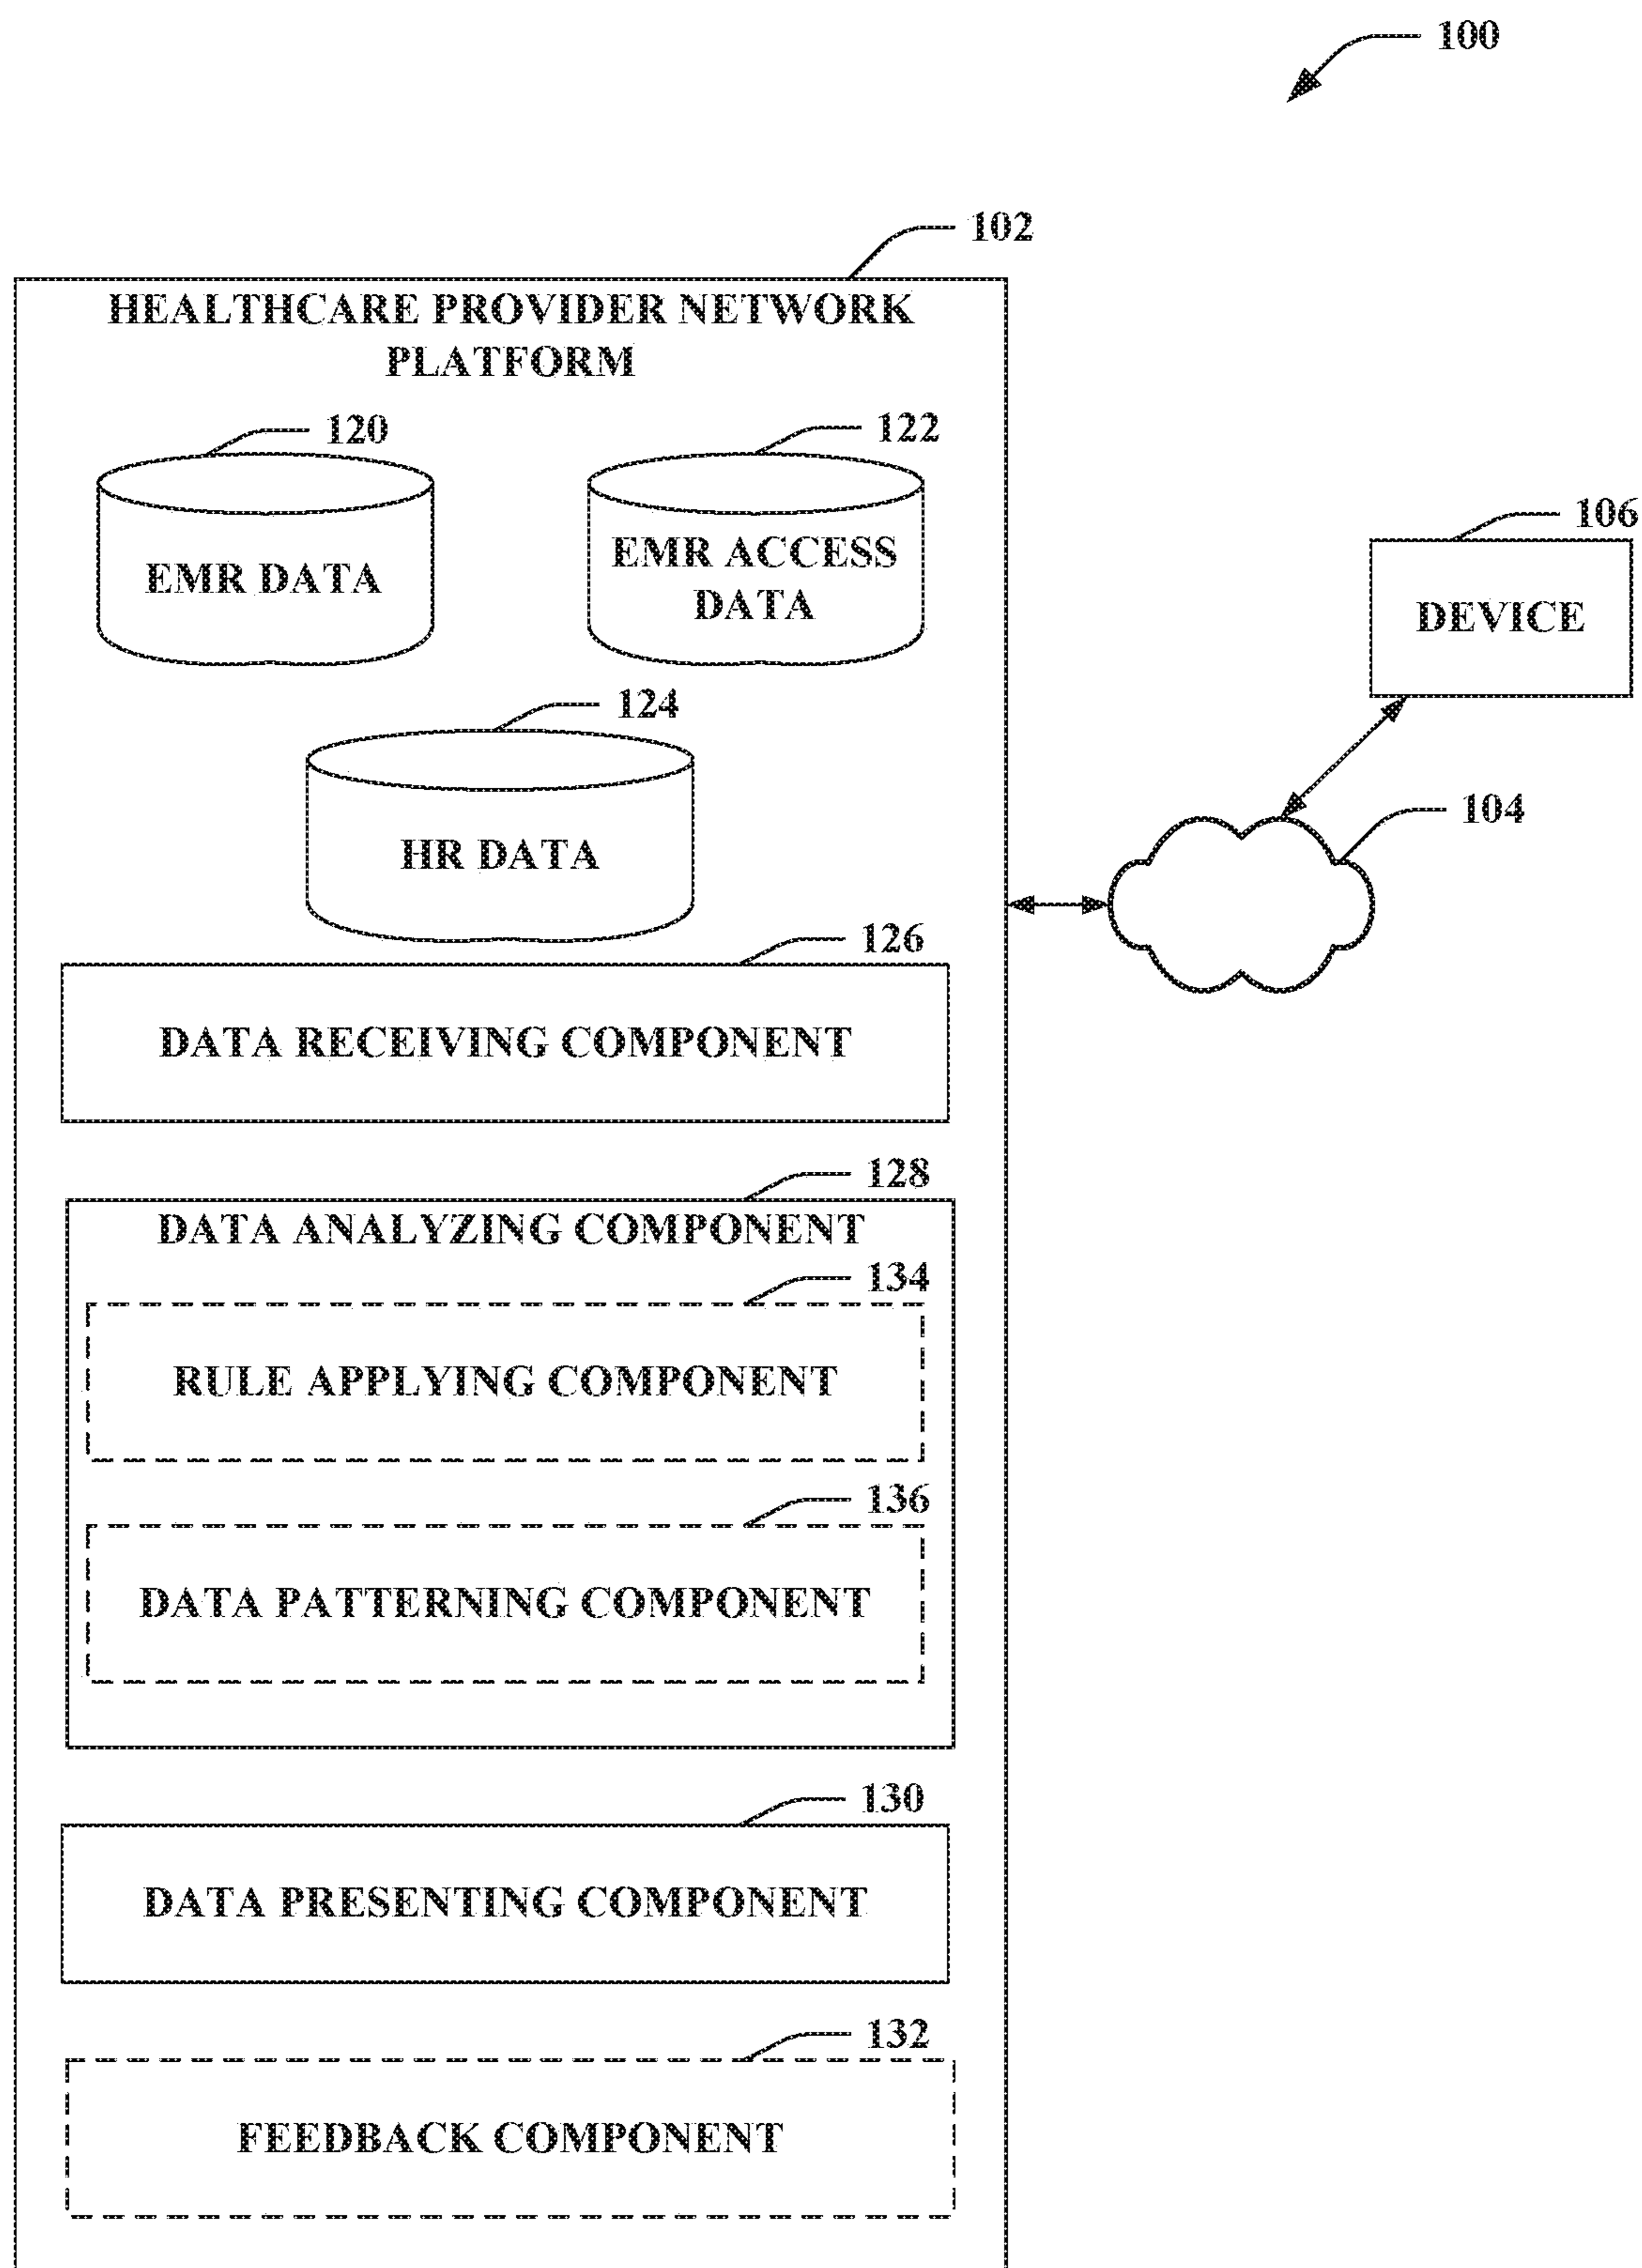 100
102
HEALTHCARE PROVIDER NETWORK
PLATFORM
120
122
EMR DATA
EMR ACCESS
DATA
106
DEVICE
124
HR DATA
104
126
DATA RECEIVING COMPONENT
128
DATA ANALYZING COMPONENT
134
RULE APPLYING COMPONENT
136
DATA PATTERNING COMPONENT
130
DATA PRESENTING COMPONENT
132
FEEDBACK COMPONENT